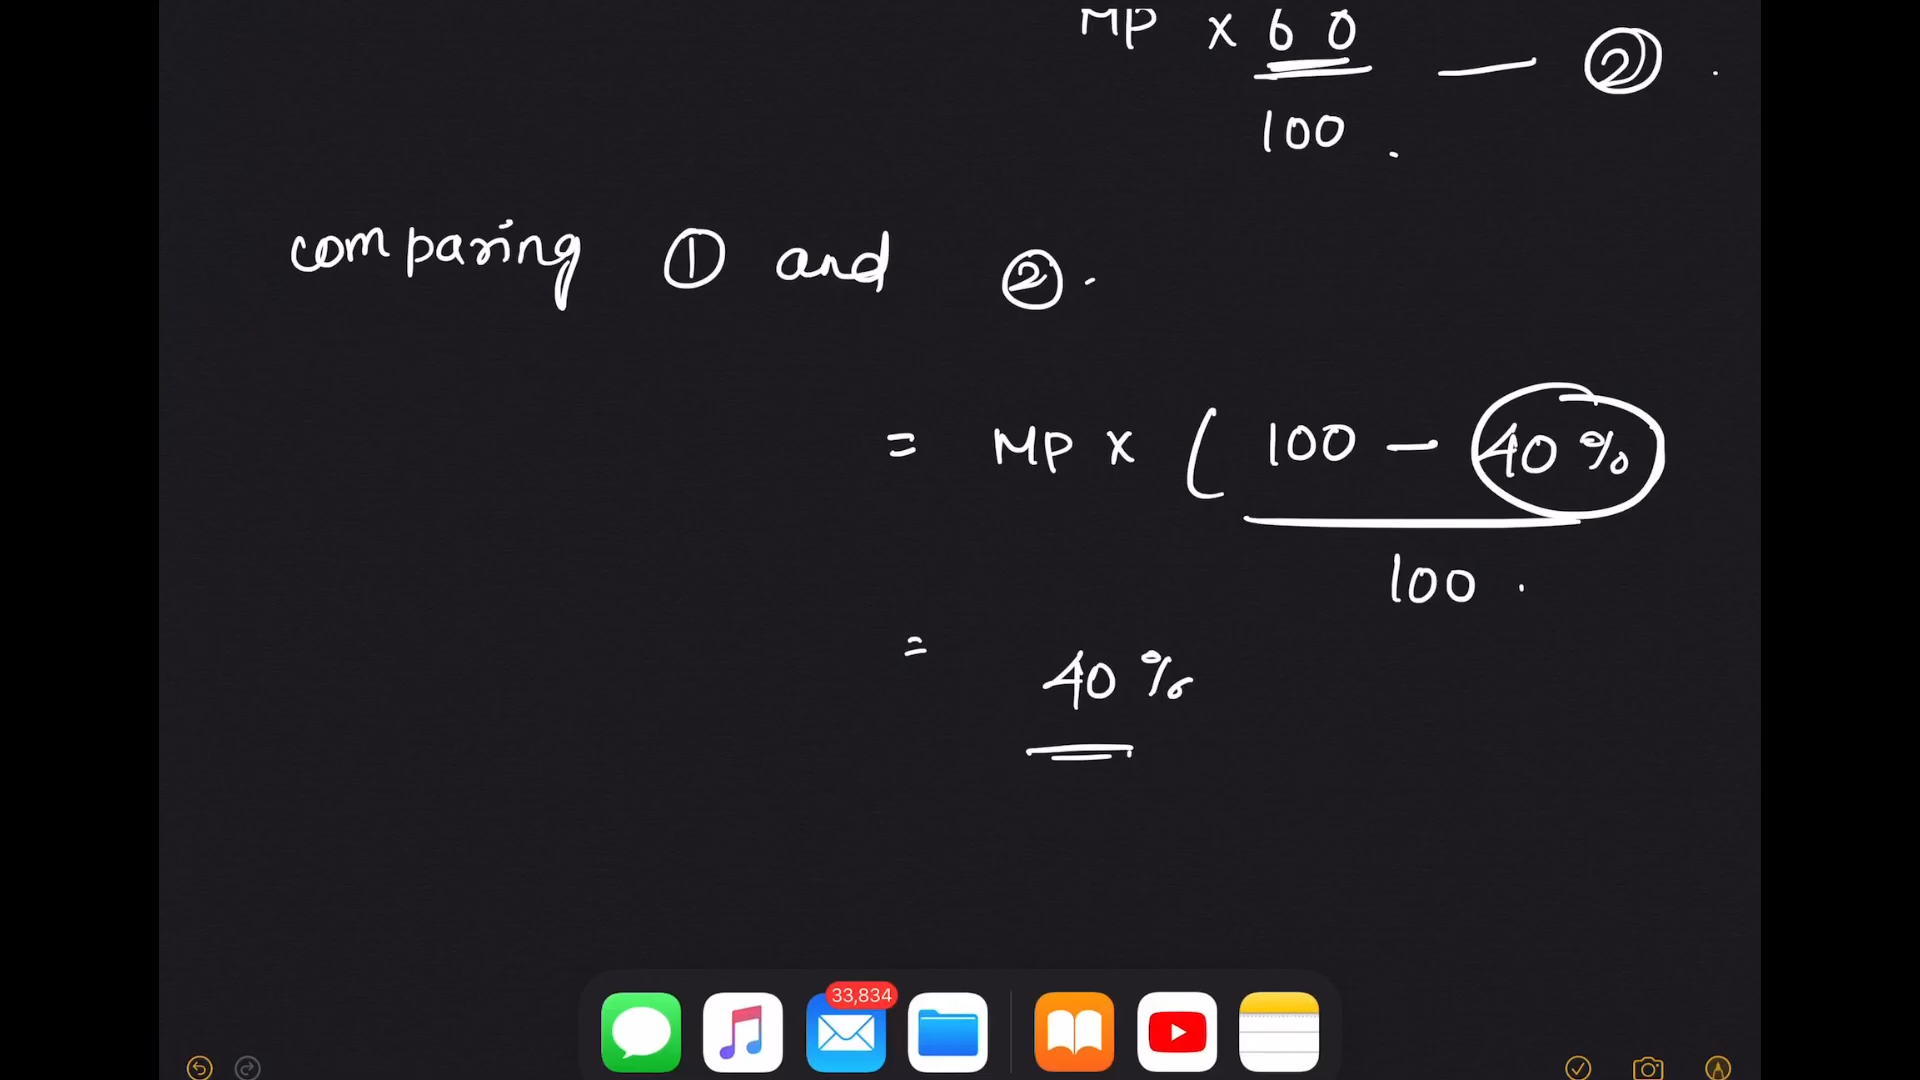 MP × 60 — ②
100 .
comparing ① and ② .
= MP × ( 100 - 40 %
100 .
= 40 %
33,834